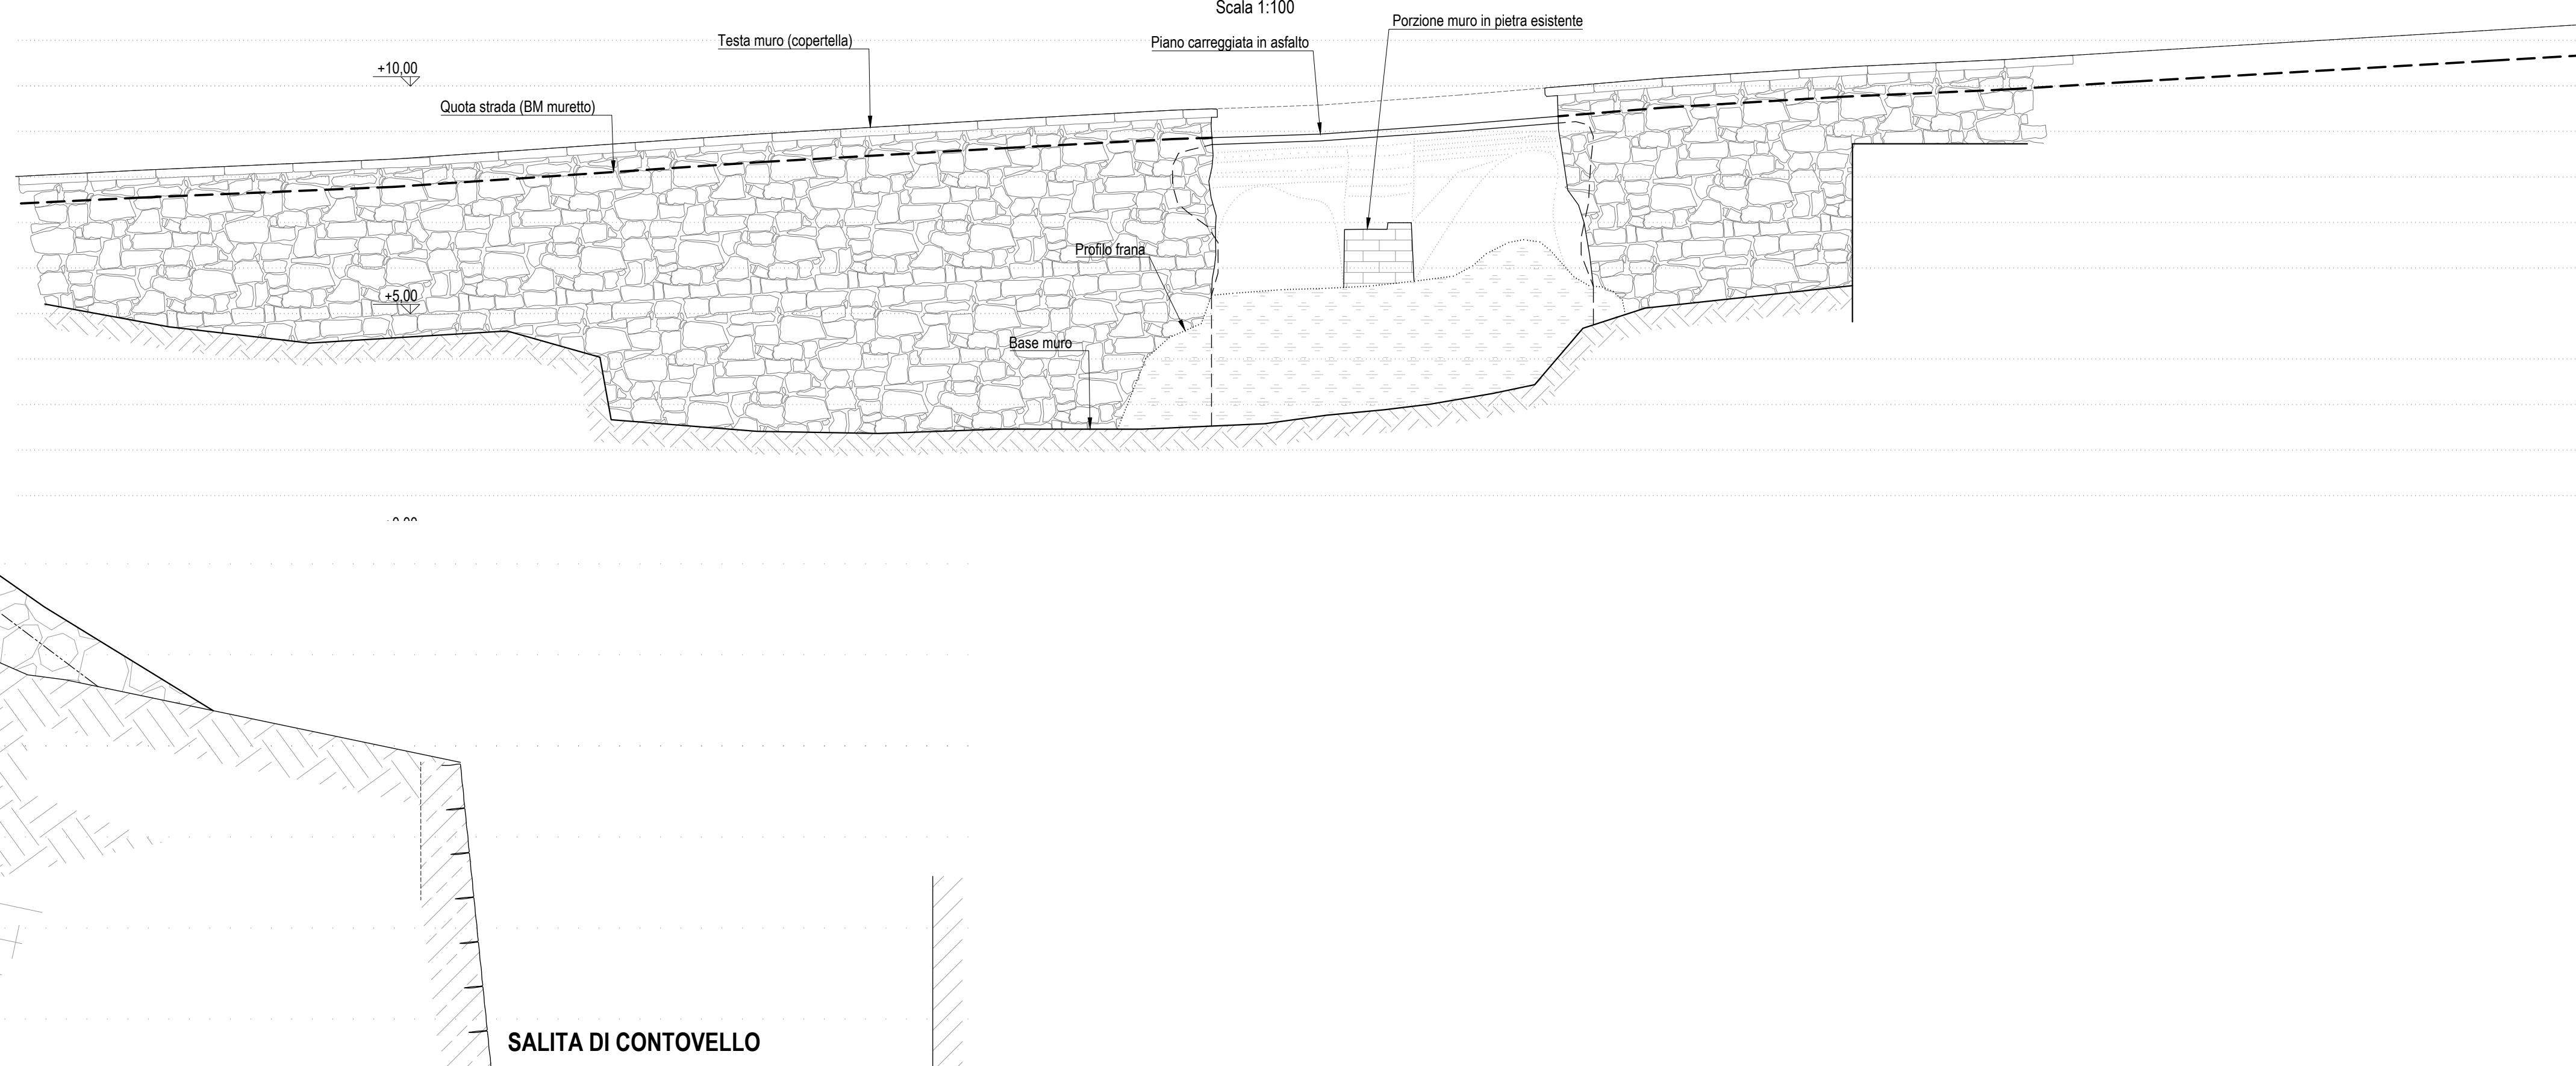 Scala 1:100
Porzione muro in pietra esistente
Testa muro (copertella)
Piano carreggiata in asfalto
+10,00
Quota strada (BM muretto)
Profilo frana
+5,00
Base muro
SALITA DI CONTOVELLO